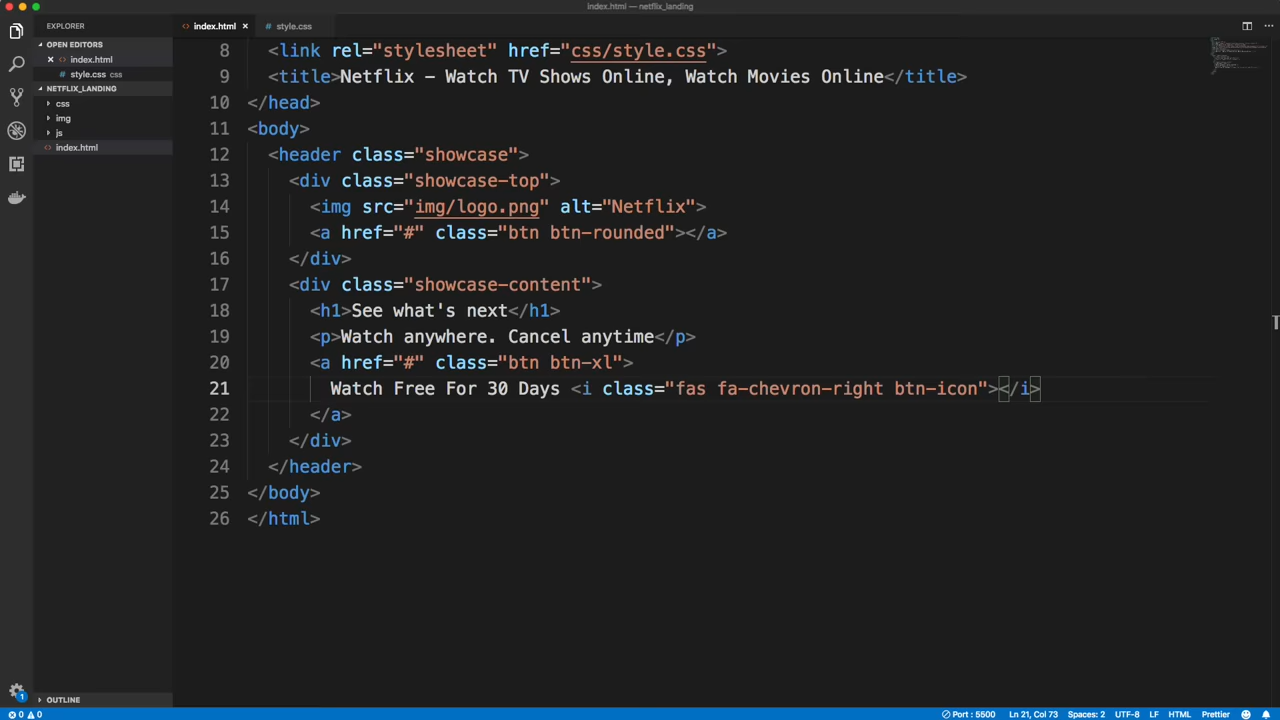 index.html — netflix_landing
EXPLORER
OPEN EDITORS
index.html
style.css css
NETFLIX_LANDING
css
img
js
index.html
OUTLINE
1
index.html
style.css
8 <link rel="stylesheet" href="css/style.css">
9 <title>Netflix - Watch TV Shows Online, Watch Movies Online</title>
10 </head>
11 <body>
12 <header class="showcase">
13 <div class="showcase-top">
14 <img src="img/logo.png" alt="Netflix">
15 <a href="#" class="btn btn-rounded"></a>
16 </div>
17 <div class="showcase-content">
18 <h1>See what's next</h1>
19 <p>Watch anywhere. Cancel anytime</p>
20 <a href="#" class="btn btn-xl">
21 Watch Free For 30 Days <i class="fas fa-chevron-right btn-icon"></i>
22 </a>
23 </div>
24 </header>
25 </body>
26 </html>
0 0 Port : 5500 Ln 21, Col 73 Spaces: 2 UTF-8 LF HTML Prettier